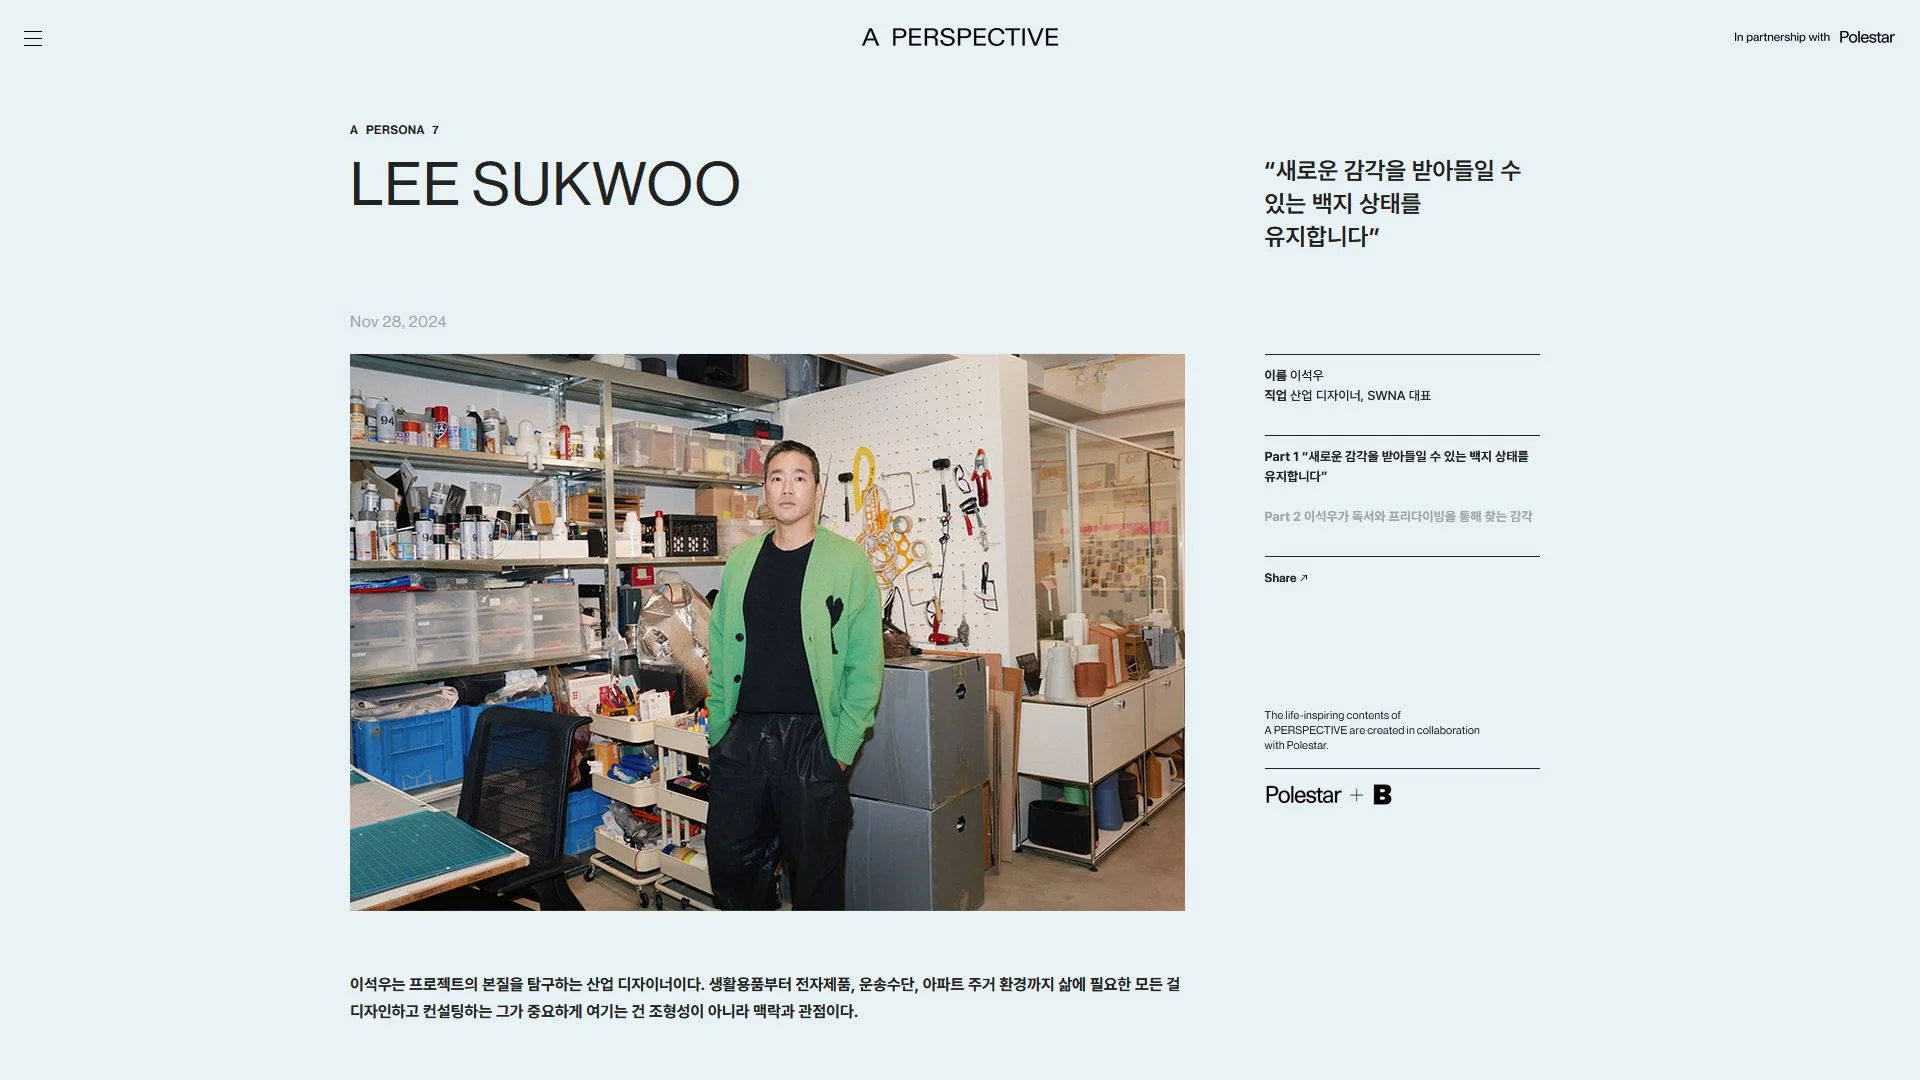 A PERSPECTIVE
In partnership with Polestar
A PERSONA 7
LEE SUKWOO
“새로운 감각을 받아들일 수
있는 백지 상태를
유지합니다”
Nov 28, 2024
94
94
이름 이석우
직업 산업 디자이너, SWNA 대표
Part 1 “새로운 감각을 받아들일 수 있는 백지 상태를
유지합니다”
Part 2 이석우가 독서와 프리다이빙을 통해 찾는 감각
Share ↗
The life-inspiring contents of
A PERSPECTIVE are created in collaboration
with Polestar.
Polestar + B
이석우는 프로젝트의 본질을 탐구하는 산업 디자이너이다. 생활용품부터 전자제품, 운송수단, 아파트 주거 환경까지 삶에 필요한 모든 걸
디자인하고 컨설팅하는 그가 중요하게 여기는 건 조형성이 아니라 맥락과 관점이다.